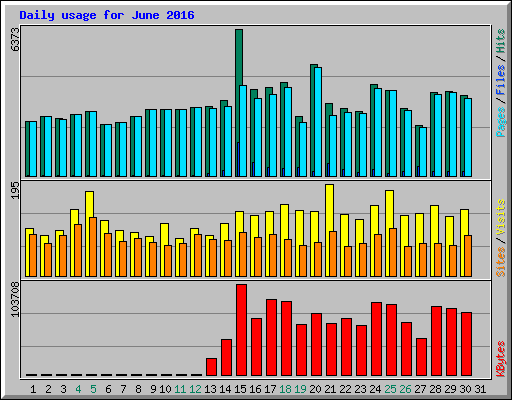 Daily usage for June 2016
6373
Pages / Files / Hits
195
Sites / Visits
103708
KBytes
1 2 3 4 5 6 7 8 9 10 11 12 13 14 15 16 17 18 19 20 21 22 23 24 25 26 27 28 29 30 31